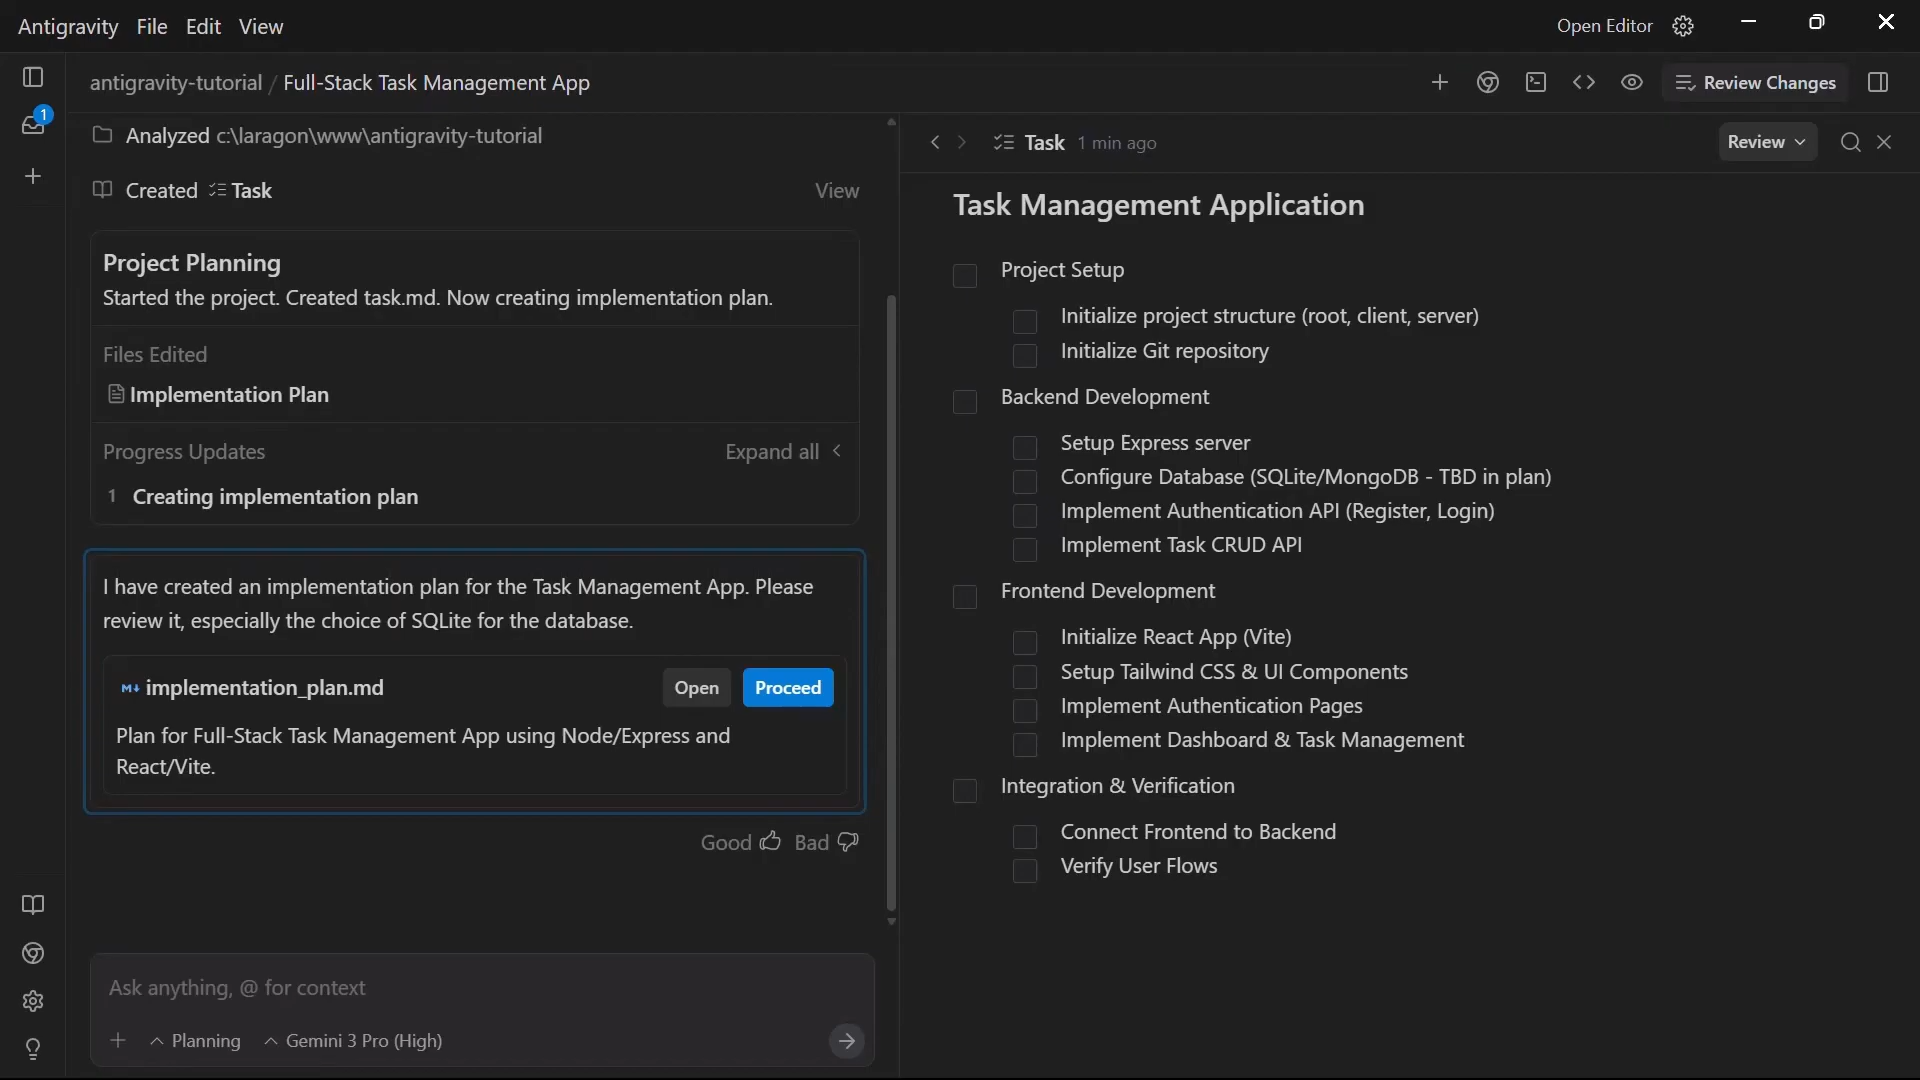 Antigravity File Edit View Open Editor
antigravity-tutorial / Full-Stack Task Management App
Review Changes
1
Analyzed c:\laragon\www\antigravity-tutorial
Created Task View
Project Planning
Started the project. Created task.md. Now creating implementation plan.
Files Edited
Implementation Plan
Progress Updates Expand all
1 Creating implementation plan
I have created an implementation plan for the Task Management App. Please
review it, especially the choice of SQLite for the database.
implementation_plan.md Open Proceed
Plan for Full-Stack Task Management App using Node/Express and
React/Vite.
Good Bad
Ask anything, @ for context
Planning Gemini 3 Pro (High)
Task 1 min ago Review
Task Management Application
Project Setup
Initialize project structure (root, client, server)
Initialize Git repository
Backend Development
Setup Express server
Configure Database (SQLite/MongoDB - TBD in plan)
Implement Authentication API (Register, Login)
Implement Task CRUD API
Frontend Development
Initialize React App (Vite)
Setup Tailwind CSS & UI Components
Implement Authentication Pages
Implement Dashboard & Task Management
Integration & Verification
Connect Frontend to Backend
Verify User Flows